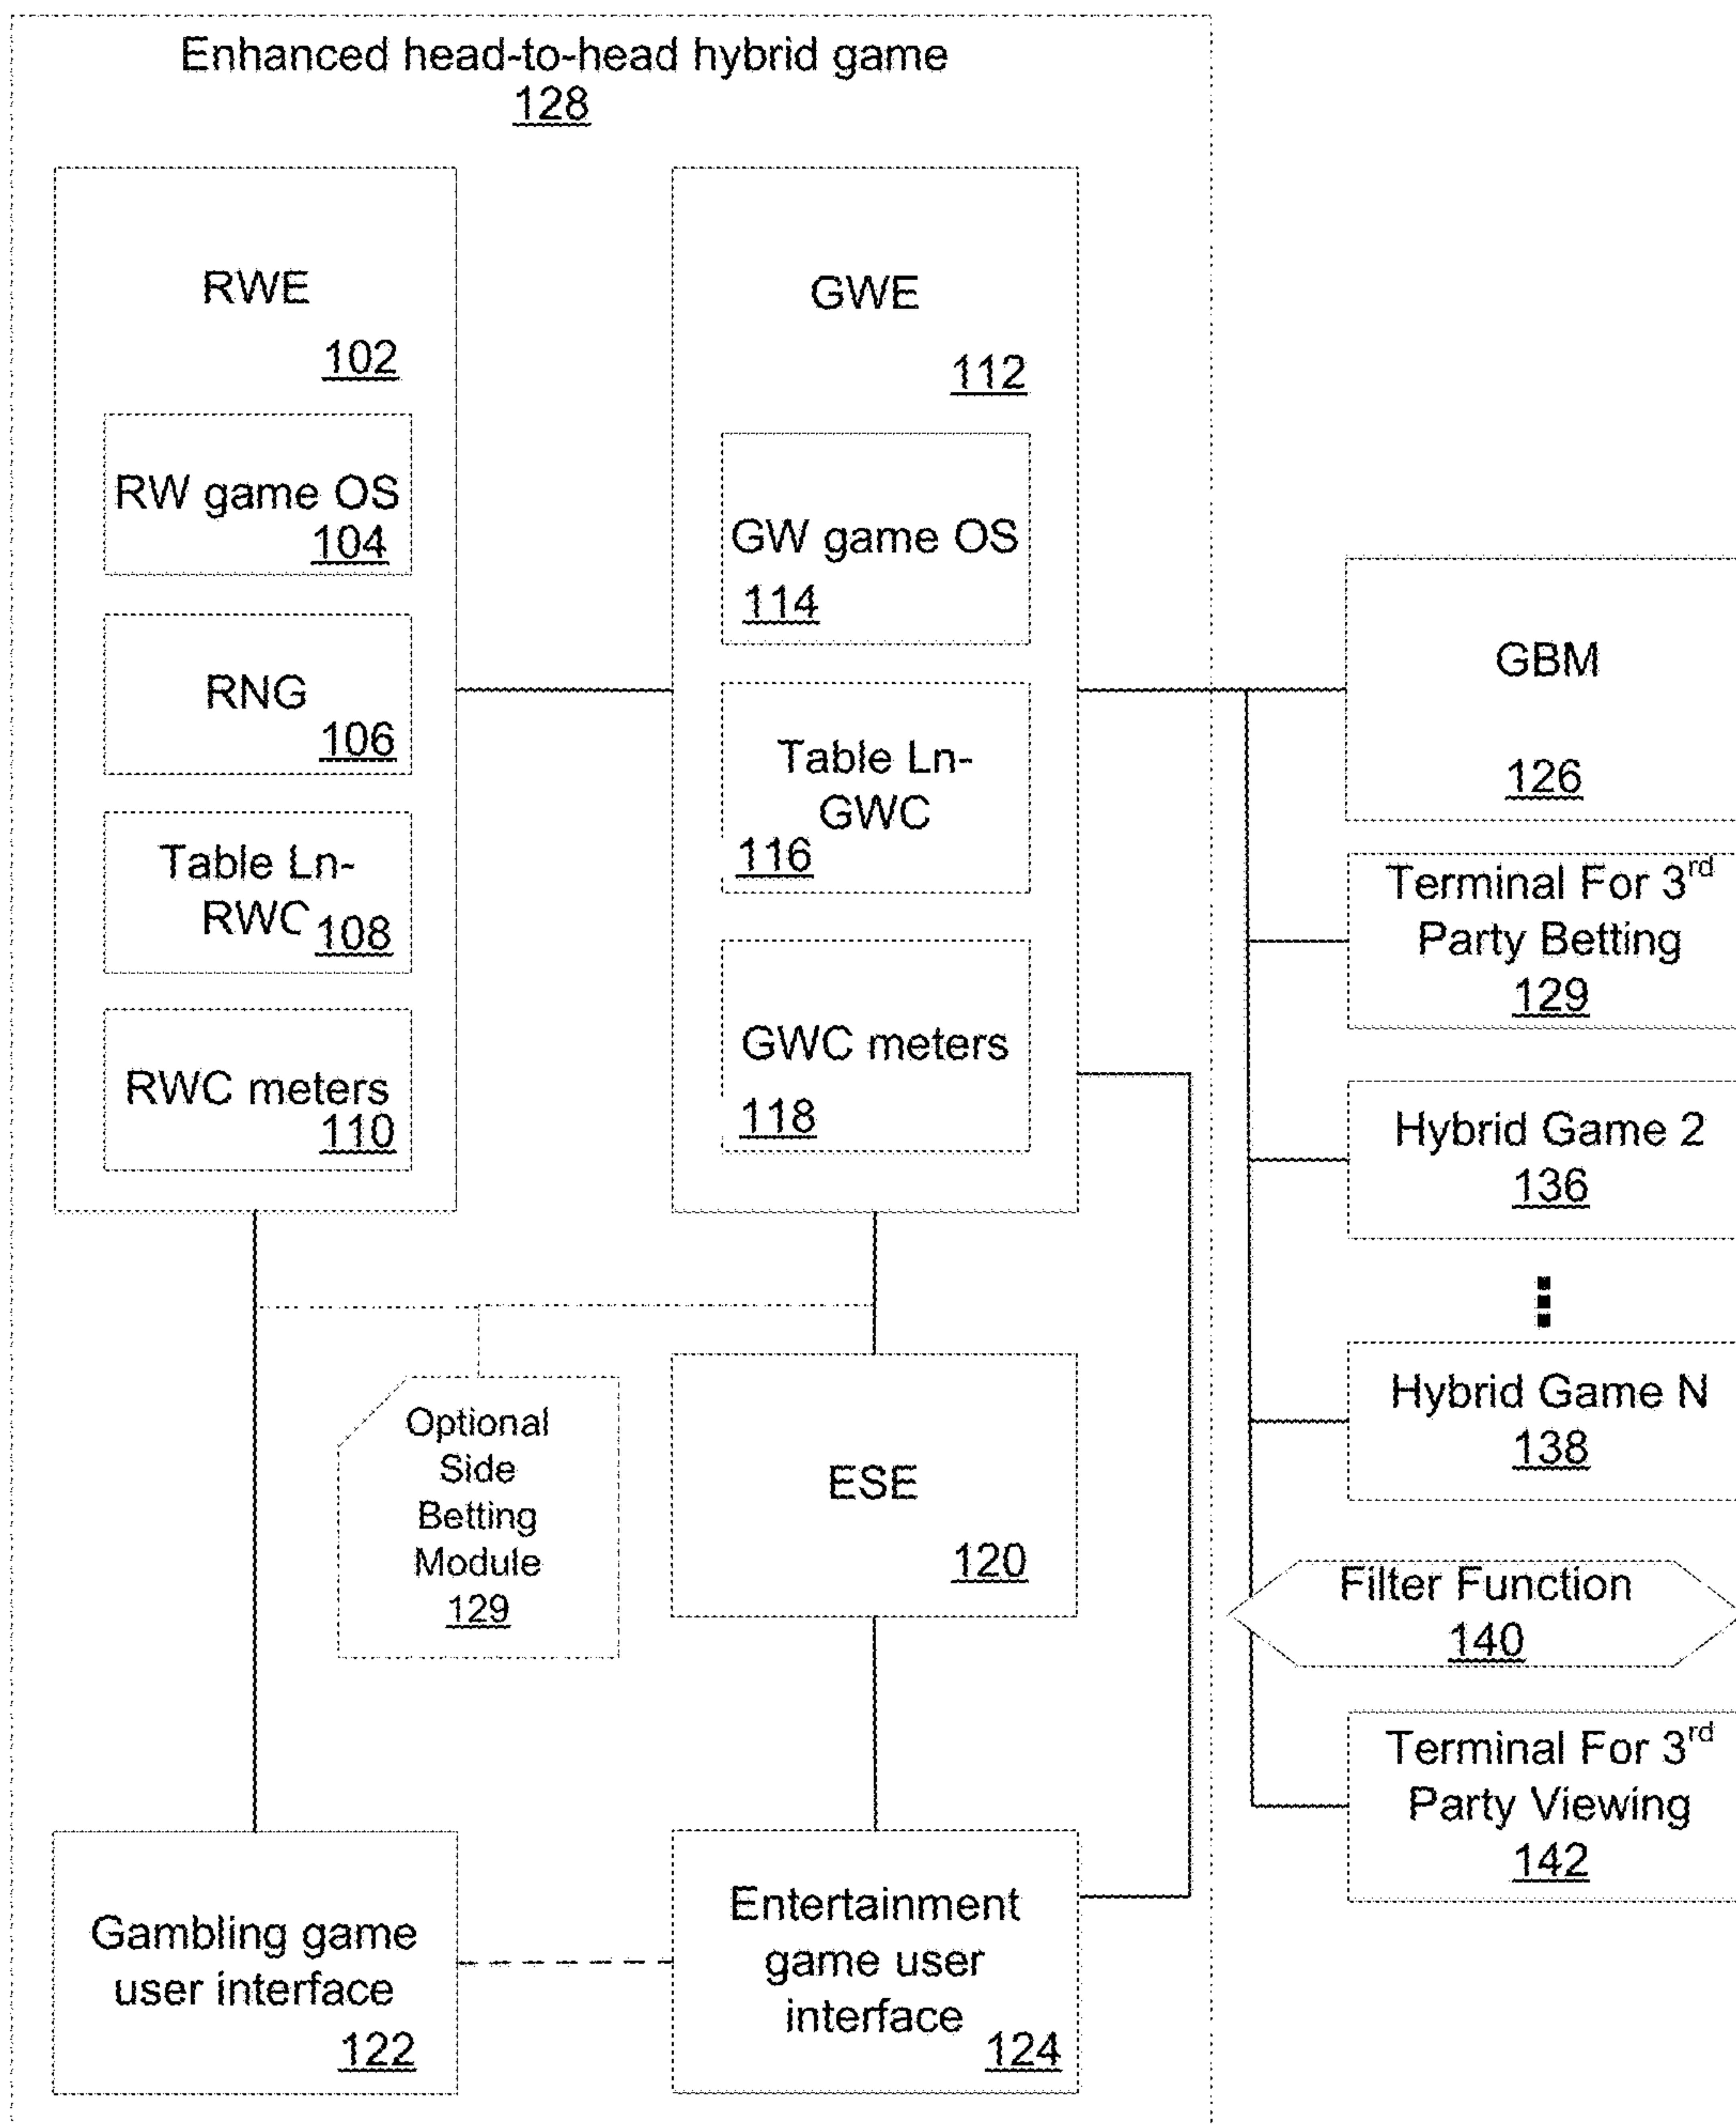 Enhanced head-to-head hybrid game
128
RWE
102
RW game OS
104
RNG
106
Table Ln-
RWC
108
RWC meters
110
GWE
112
GW game OS
114
Table Ln-
GWC
116
GWC meters
118
Optional
Side
Betting
Module
129
ESE
120
Gambling game
user interface
122
Entertainment
game user
interface
124
GBM
126
Terminal For 3rd
Party Betting
129
Hybrid Game 2
136
Hybrid Game N
138
Filter Function
140
Terminal For 3rd
Party Viewing
142